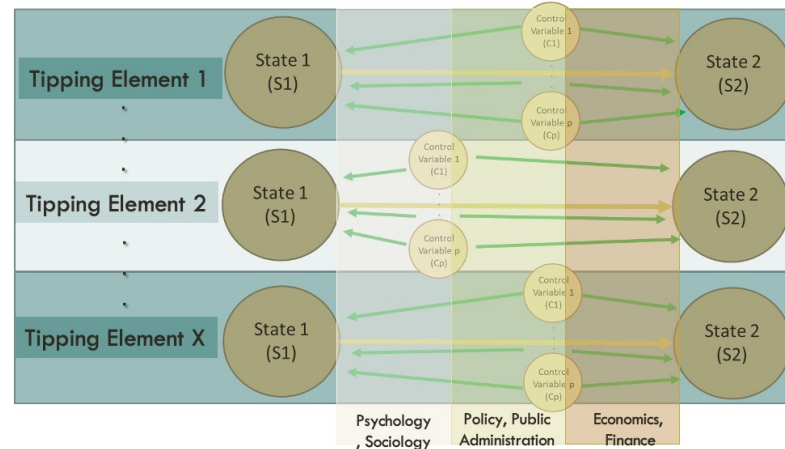 Control
Variable 1
(C1)
State 1
(S1)
State 2
(S2)
Tipping Element 1
Control
Variable p
(Cp)
Control
Variable 1
(C1)
State 1
(S1)
State 2
(S2)
Tipping Element 2
Control
Variable p
(Cp)
Control
Variable 1
(C1)
State 1
(S1)
State 2
(S2)
Tipping Element X
Control
Variable p
(Cp)
Psychology
, Sociology
Policy, Public
Administration
Economics,
Finance